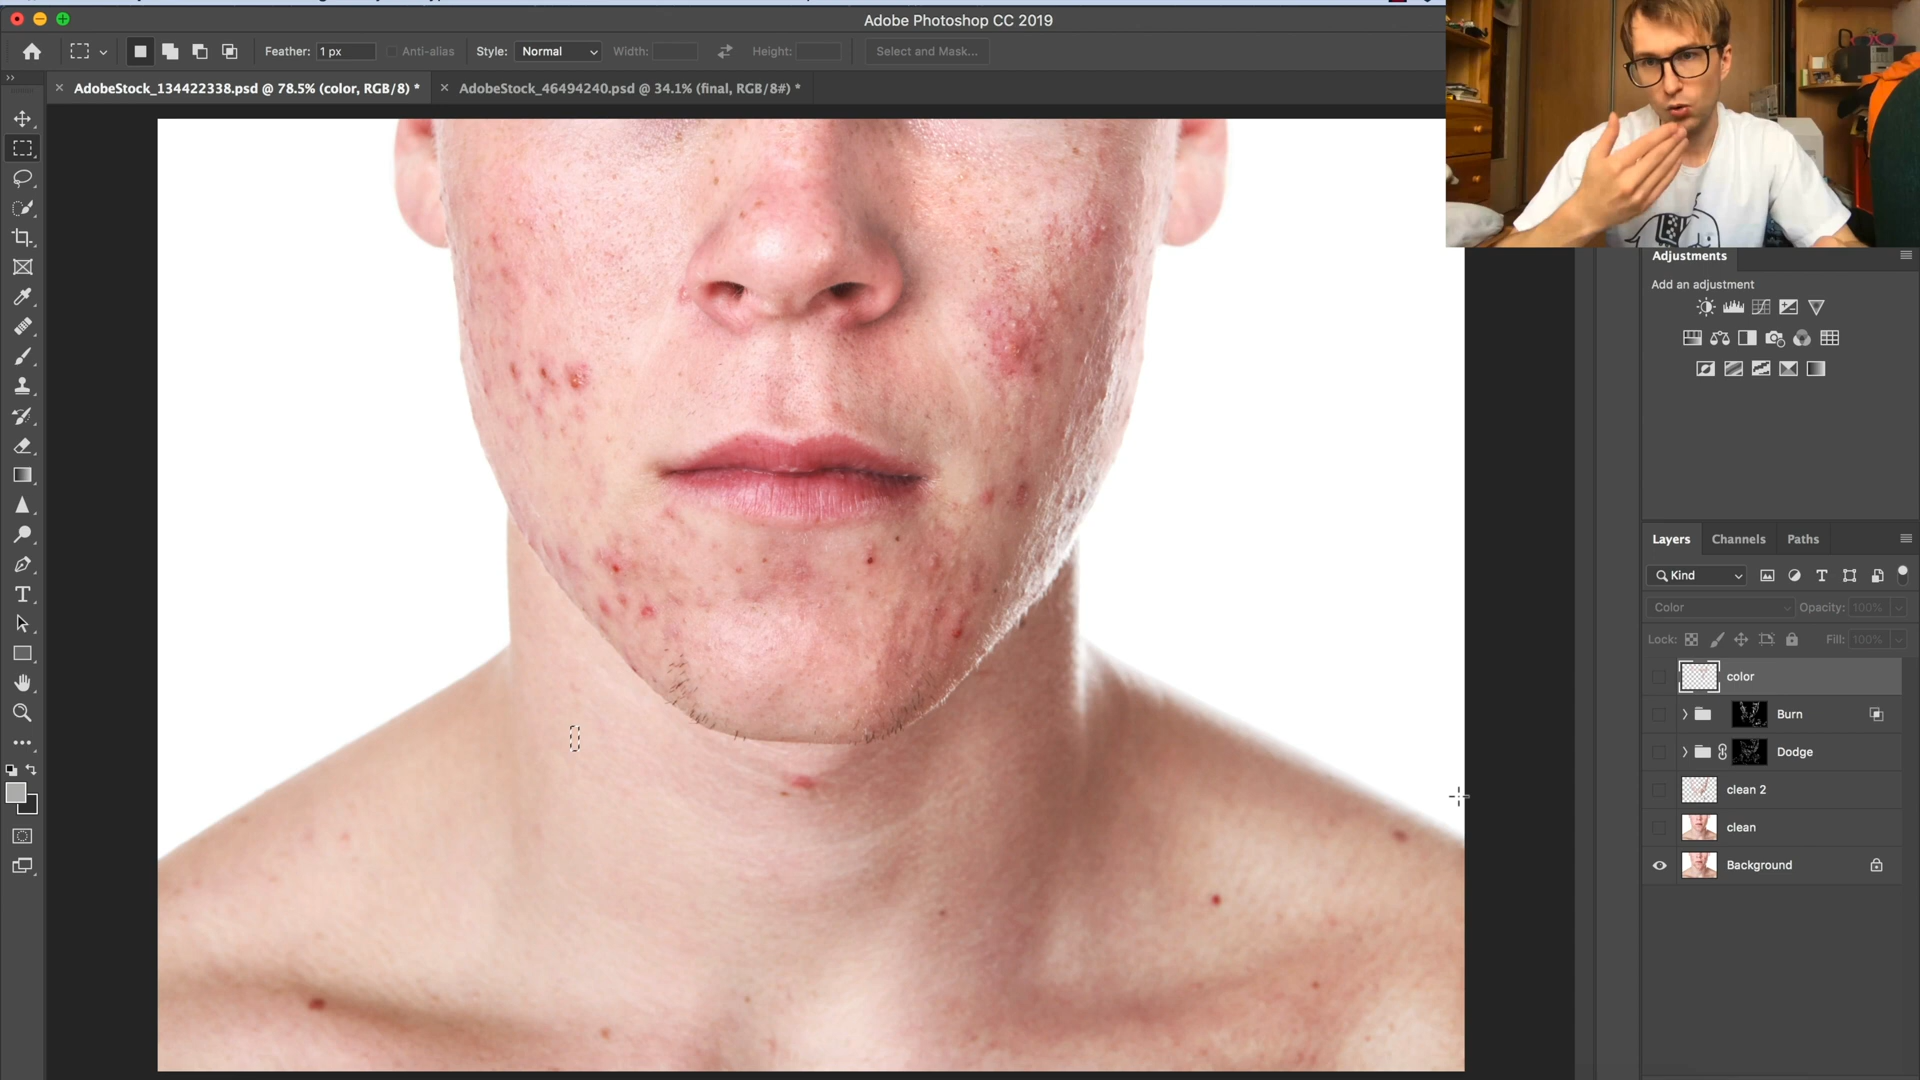 Adobe Photoshop CC 2019
Feather: 1 px
Anti-alias
Style: Normal
Width:
Height:
Select and Mask...
AdobeStock_134422338.psd @ 78.5% (color, RGB/8) *
AdobeStock_46494240.psd @ 34.1% (final, RGB/8#) *
Adjustments
Add an adjustment
Layers Channels Paths
Kind
Color Opacity: 100%
Lock: Fill: 100%
color
Burn
Dodge
clean 2
clean
Background